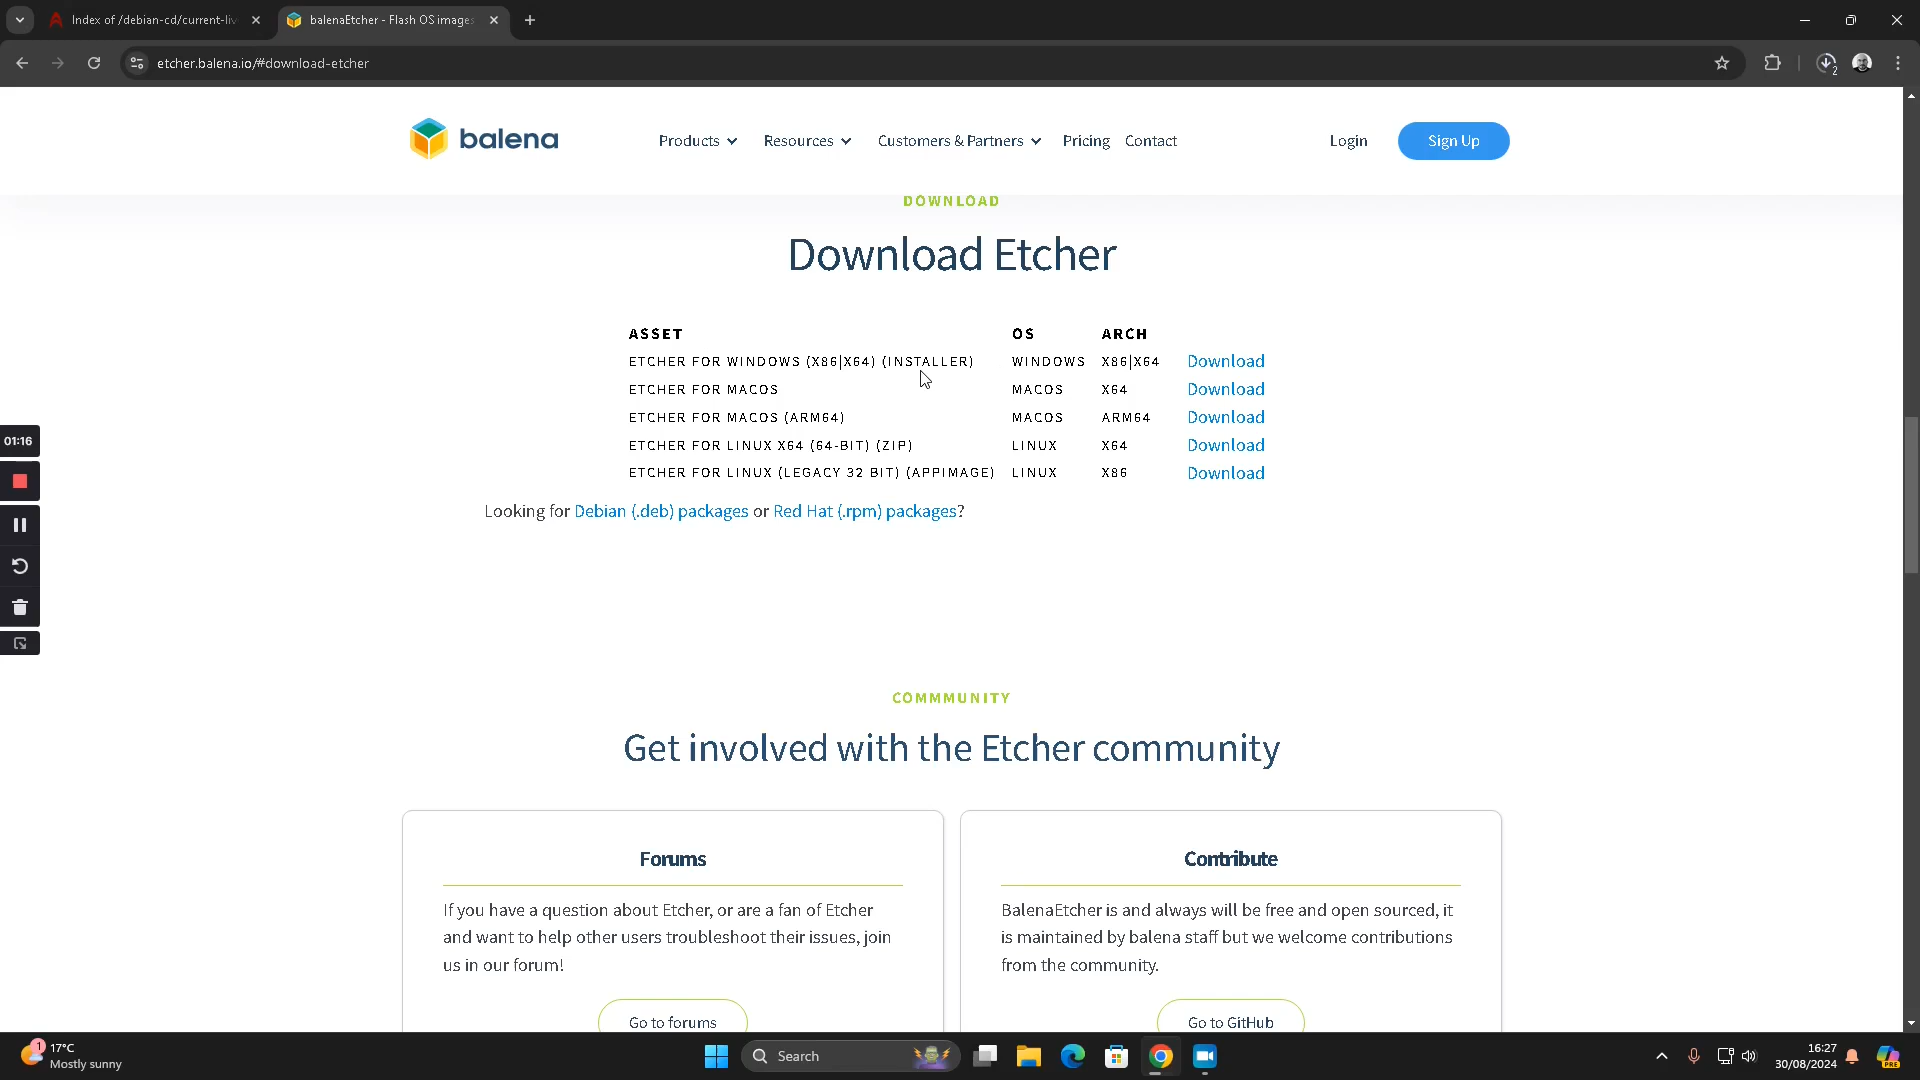 Index of /debian-cd/current-liv
balenaEtcher - Flash OS images
etcher.balena.io/#download-etcher
2
balena
Products
Resources
Customers & Partners
Pricing
Contact
Login
Sign Up
DOWNLOAD
Download Etcher
ASSET OS ARCH
ETCHER FOR WINDOWS (X86|X64) (INSTALLER) WINDOWS X86|X64 Download
ETCHER FOR MACOS MACOS X64 Download
ETCHER FOR MACOS (ARM64) MACOS ARM64 Download
ETCHER FOR LINUX X64 (64-BIT) (ZIP) LINUX X64 Download
ETCHER FOR LINUX (LEGACY 32 BIT) (APPIMAGE) LINUX X86 Download
Looking for Debian (.deb) packages or Red Hat (.rpm) packages?
01:16
COMMMUNITY
Get involved with the Etcher community
Forums
If you have a question about Etcher, or are a fan of Etcher
and want to help other users troubleshoot their issues, join
us in our forum!
Go to forums
Contribute
BalenaEtcher is and always will be free and open sourced, it
is maintained by balena staff but we welcome contributions
from the community.
Go to GitHub
1
17°C
Mostly sunny
Search
16:27
30/08/2024
PRE